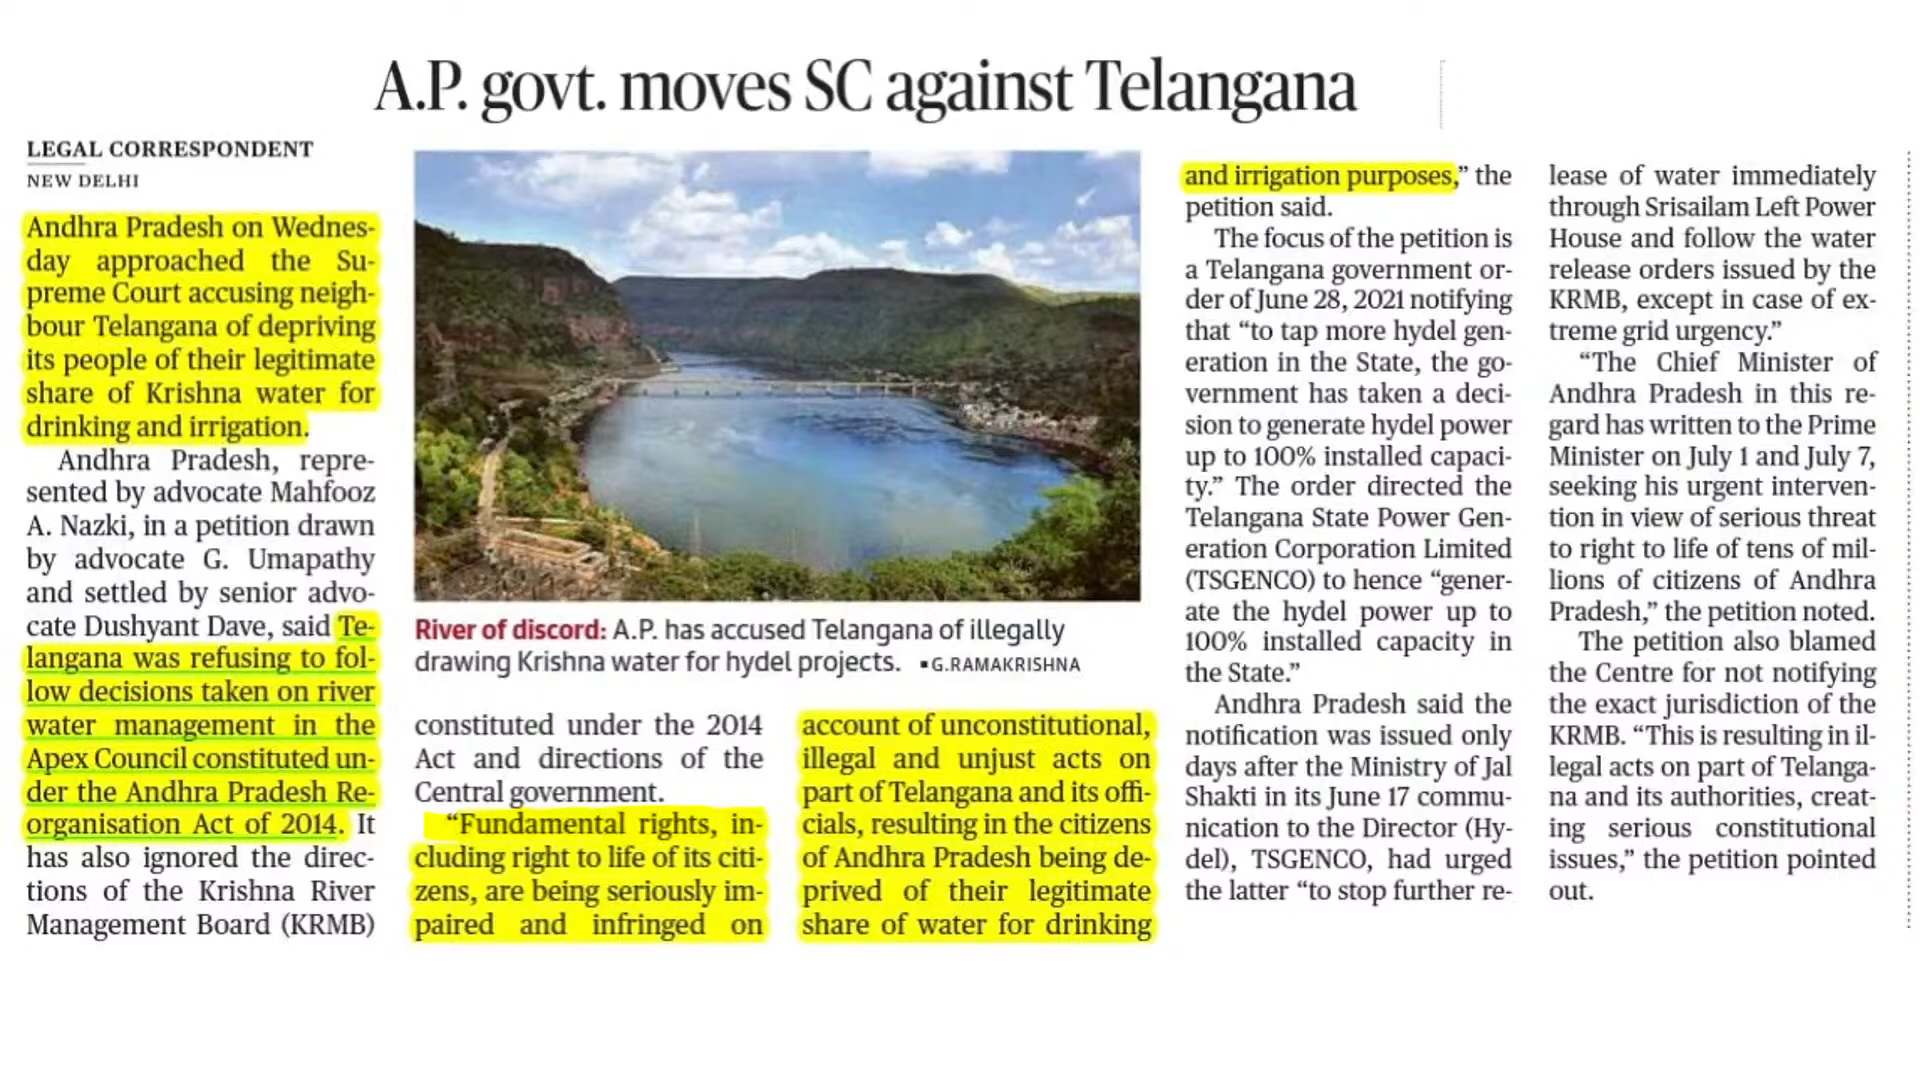 A.P. govt. moves SC against Telangana
LEGAL CORRESPONDENT
NEW DELHI
Andhra Pradesh on Wednes-
day approached the Su-
preme Court accusing neigh-
bour Telangana of depriving
its people of their legitimate
share of Krishna water for
drinking and irrigation.
Andhra Pradesh, repre-
sented by advocate Mahfooz
A. Nazki, in a petition drawn
by advocate G. Umapathy
and settled by senior advo-
cate Dushyant Dave, said Te-
langana was refusing to fol-
low decisions taken on river
water management in the
Apex Council constituted un-
der the Andhra Pradesh Re-
organisation Act of 2014. It
has also ignored the direc-
tions of the Krishna River
Management Board (KRMB)
River of discord: A.P. has accused Telangana of illegally
drawing Krishna water for hydel projects. ▪G.RAMAKRISHNA
constituted under the 2014
Act and directions of the
Central government.
“Fundamental rights, in-
cluding right to life of its citi-
zens, are being seriously im-
paired and infringed on
account of unconstitutional,
illegal and unjust acts on
part of Telangana and its offi-
cials, resulting in the citizens
of Andhra Pradesh being de-
prived of their legitimate
share of water for drinking
and irrigation purposes,” the
petition said.
The focus of the petition is
a Telangana government or-
der of June 28, 2021 notifying
that “to tap more hydel gen-
eration in the State, the go-
vernment has taken a deci-
sion to generate hydel power
up to 100% installed capaci-
ty.” The order directed the
Telangana State Power Gen-
eration Corporation Limited
(TSGENCO) to hence “gener-
ate the hydel power up to
100% installed capacity in
the State.”
Andhra Pradesh said the
notification was issued only
days after the Ministry of Jal
Shakti in its June 17 commu-
nication to the Director (Hy-
del), TSGENCO, had urged
the latter “to stop further re-
lease of water immediately
through Srisailam Left Power
House and follow the water
release orders issued by the
KRMB, except in case of ex-
treme grid urgency.”
“The Chief Minister of
Andhra Pradesh in this re-
gard has written to the Prime
Minister on July 1 and July 7,
seeking his urgent interven-
tion in view of serious threat
to right to life of tens of mil-
lions of citizens of Andhra
Pradesh,” the petition noted.
The petition also blamed
the Centre for not notifying
the exact jurisdiction of the
KRMB. “This is resulting in il-
legal acts on part of Telanga-
na and its authorities, creat-
ing serious constitutional
issues,” the petition pointed
out.